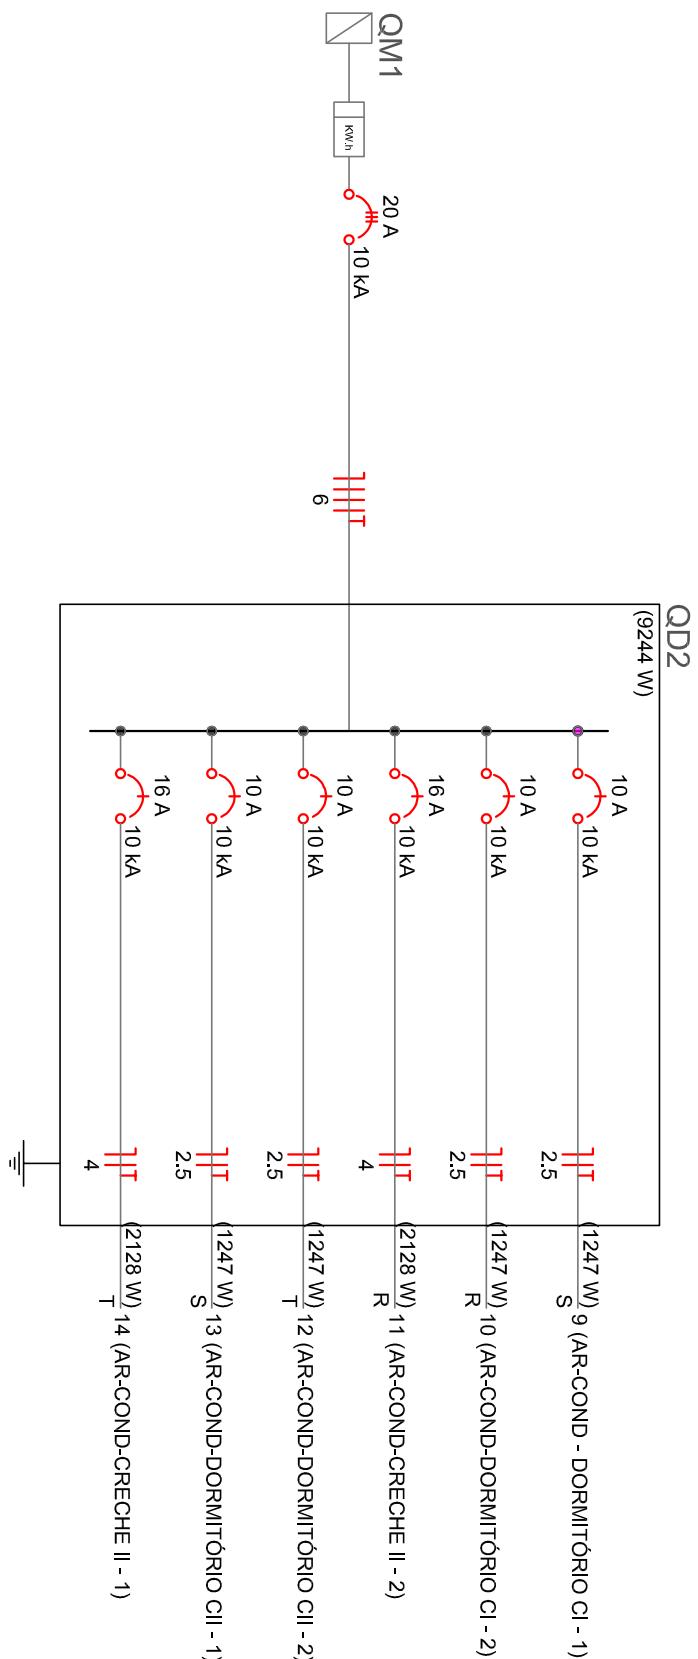 QM1
KW.h
20 A
10 kA
6
QD2
(9244 W)
10 A
10 kA
2.5
(1247 W)
S
9 (AR-COND - DORMITÓRIO CI - 1)
10 A
10 kA
2.5
(1247 W)
R
10 (AR-COND-DORMITÓRIO CI - 2)
16 A
10 kA
4
(2128 W)
R
11 (AR-COND-CRECHE II - 2)
10 A
10 kA
2.5
(1247 W)
T
12 (AR-COND-DORMITÓRIO CII - 2)
10 A
10 kA
2.5
(1247 W)
S
13 (AR-COND-DORMITÓRIO CII - 1)
16 A
10 kA
4
(2128 W)
T
14 (AR-COND-CRECHE II - 1)